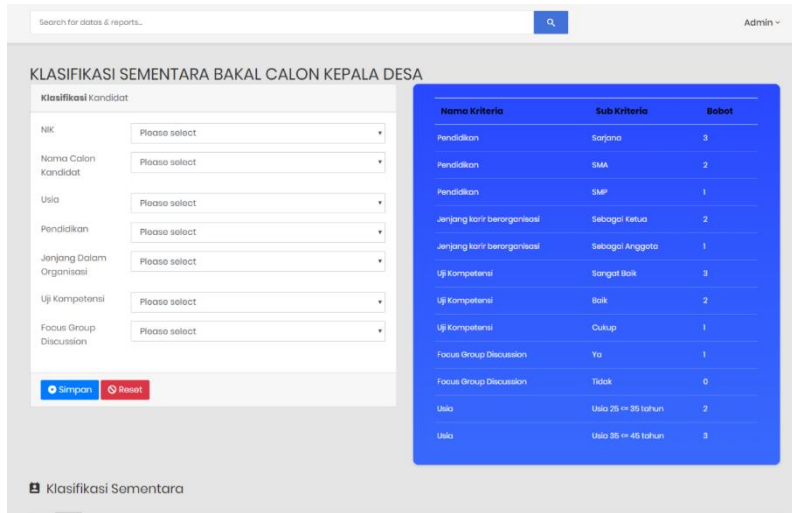 Search for datas & reports...
Admin
KLASIFIKASI SEMENTARA BAKAL CALON KEPALA DESA
Klasifikasi Kandidat
NIK
Please select
Nama Calon Kandidat
Please select
Usia
Please select
Pendidikan
Please select
Jenjang Dalam Organisasi
Please select
Uji Kompetensi
Please select
Focus Group Discussion
Please select
Simpan
Reset
Nama Kriteria Sub Kriteria Bobot
Pendidikan Sarjana 3
Pendidikan SMA 2
Pendidikan SMP 1
Jenjang karir berorganisasi Sebagai Ketua 2
Jenjang karir berorganisasi Sebagai Anggota 1
Uji Kompetensi Sangat Baik 3
Uji Kompetensi Baik 2
Uji Kompetensi Cukup 1
Focus Group Discussion Ya 1
Focus Group Discussion Tidak 0
Usia Usia 25 <= 35 tahun 2
Usia Usia 35 <= 45 tahun 3
Klasifikasi Sementara